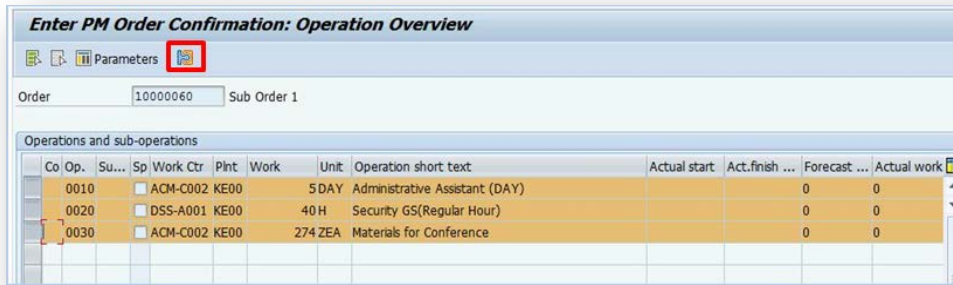 Enter PM Order Confirmation: Operation Overview
Parameters
Order 10000060 Sub Order 1
Operations and sub-operations
Co Op. Su... Sp Work Ctr Plnt Work Unit Operation short text Actual start Act.finish ... Forecast ... Actual work
0010 ACM-C002 KE00 5 DAY Administrative Assistant (DAY) 0 0
0020 DSS-A001 KE00 40 H Security GS(Regular Hour) 0 0
0030 ACM-C002 KE00 274 ZEA Materials for Conference 0 0